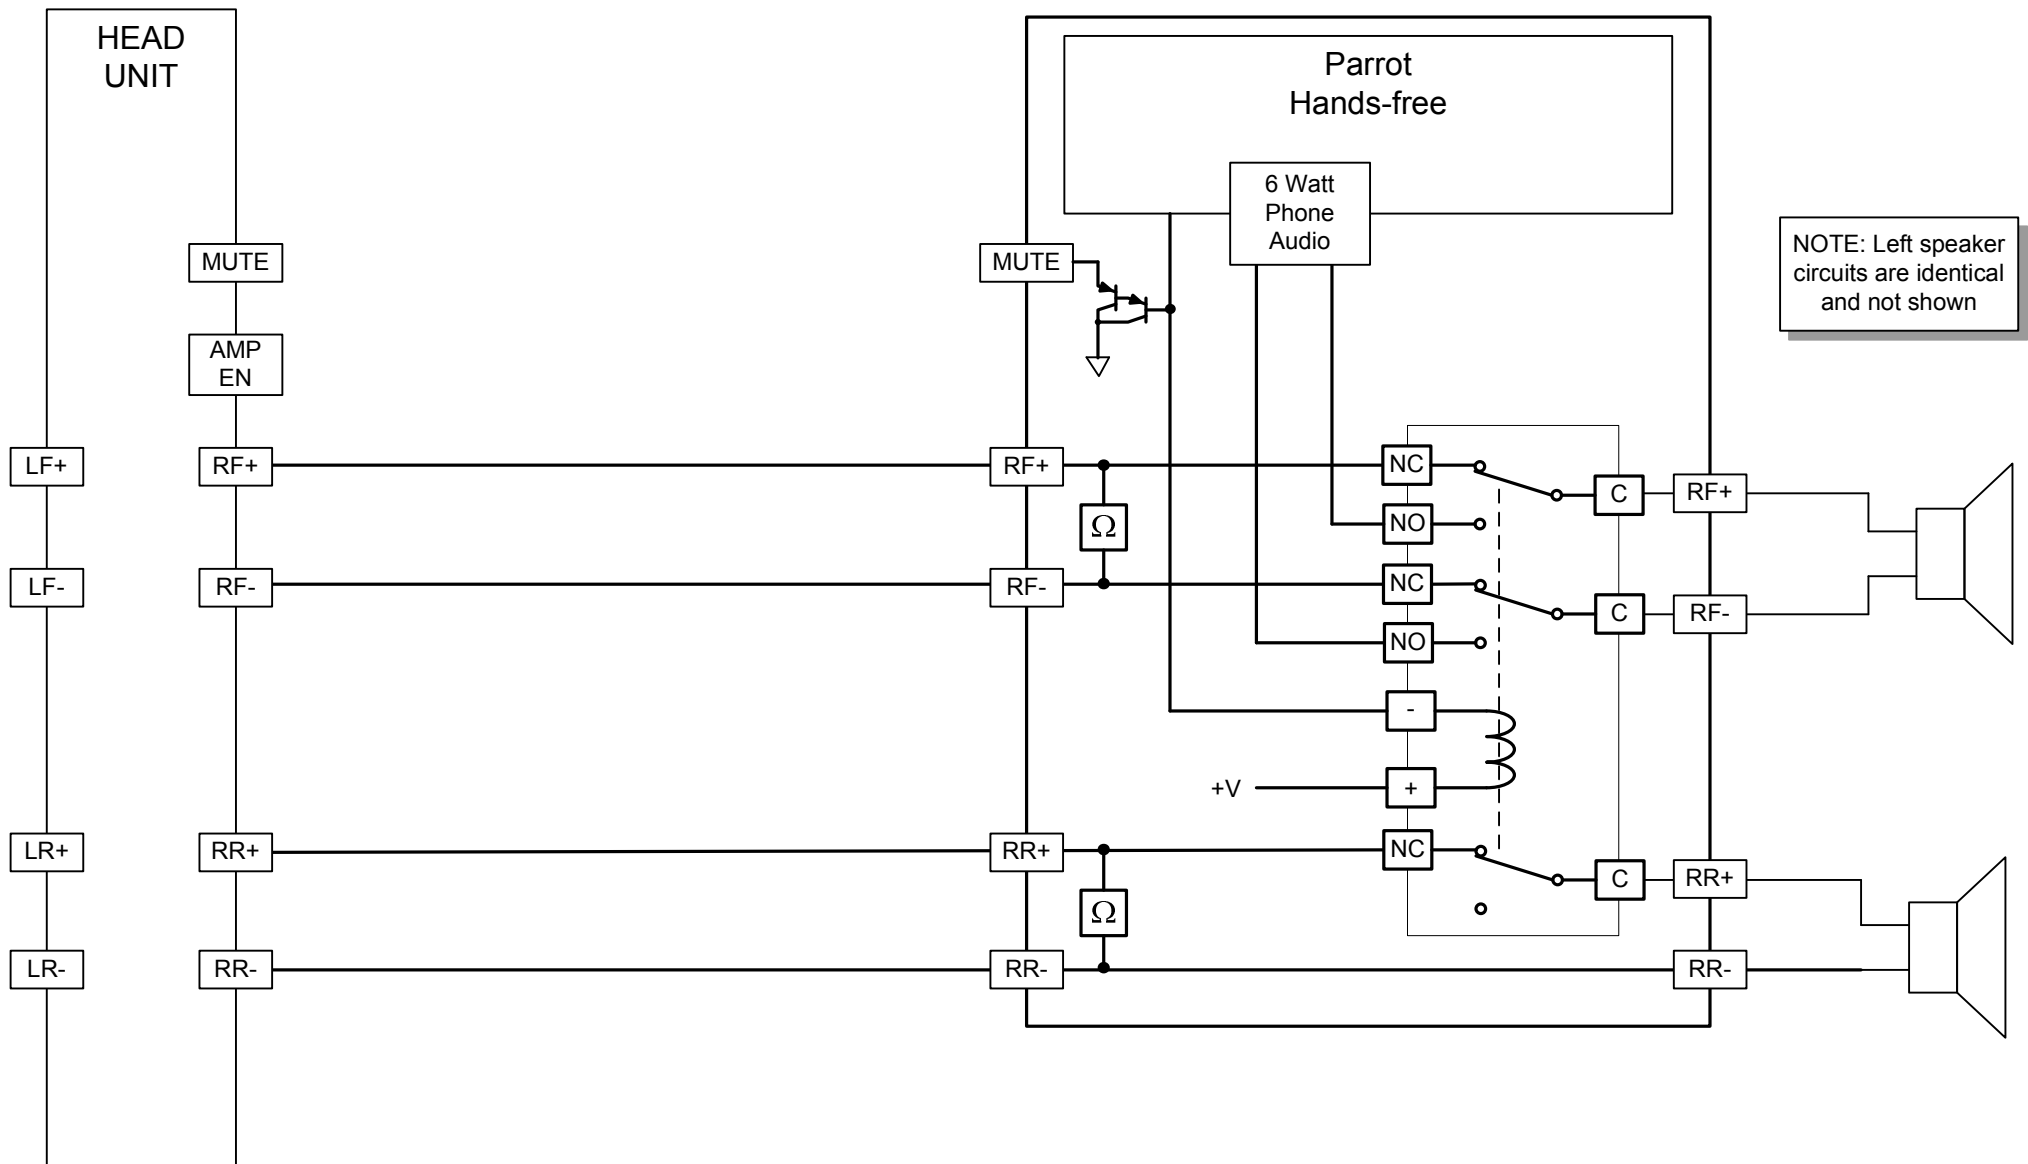 HEAD
UNIT
Parrot
Hands-free
6 Watt
Phone
Audio
NOTE: Left speaker
circuits are identical
and not shown
MUTE
MUTE
AMP
EN
LF+
RF+
RF+
NC
C
RF+
NO
Ω
LF-
RF-
RF-
NC
C
RF-
NO
-
+V
+
LR+
RR+
RR+
NC
C
RR+
Ω
LR-
RR-
RR-
RR-